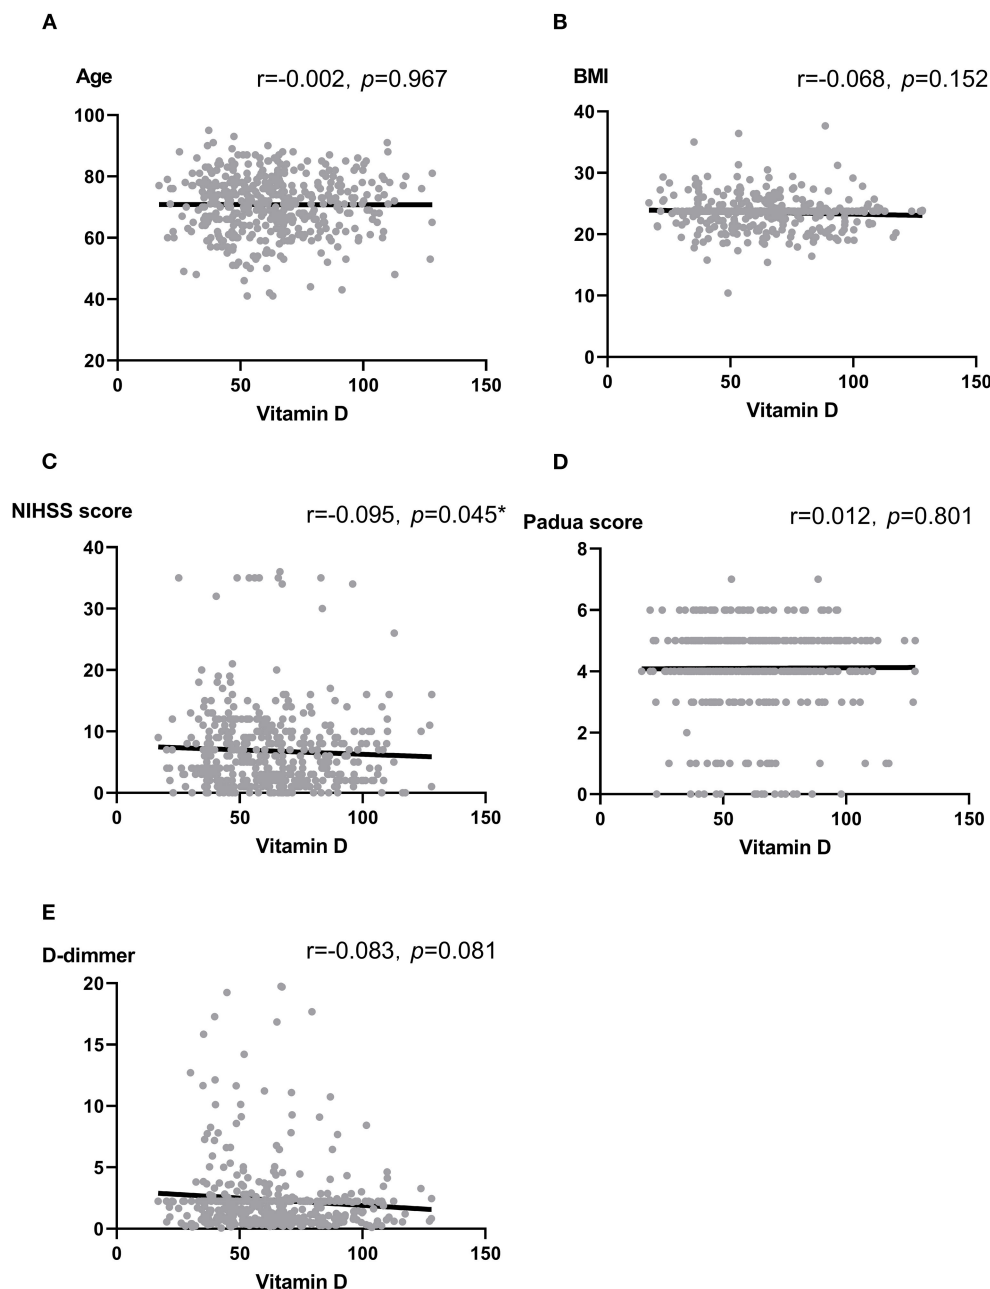 A
Age
r=-0.002, p=0.967
100
80
60
40
20
0
50
100
150
Vitamin D
B
BMI
r=-0.068, p=0.152
40
30
20
10
0
0
50
100
150
Vitamin D
C
NIHSS score
r=-0.095, p=0.045*
40
30
20
10
0
0
50
100
150
Vitamin D
D
Padua score
r=0.012, p=0.801
8
6
4
2
0
0
50
100
150
Vitamin D
E
D-dimmer
r=-0.083, p=0.081
20
15
10
5
0
0
50
100
150
Vitamin D